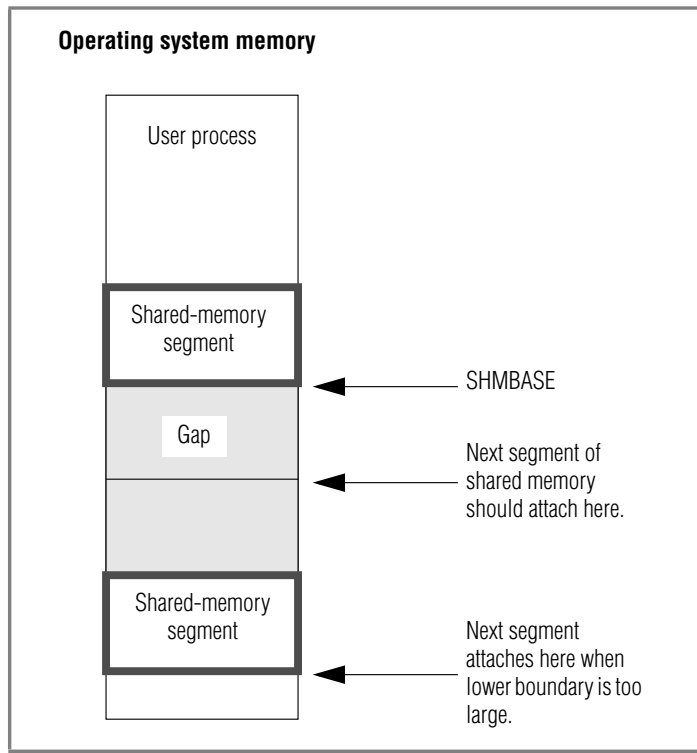 Operating system memory
User process
Shared-memory
segment
SHMBASE
Gap
Next segment of
shared memory
should attach here.
Shared-memory
segment
Next segment
attaches here when
lower boundary is too
large.